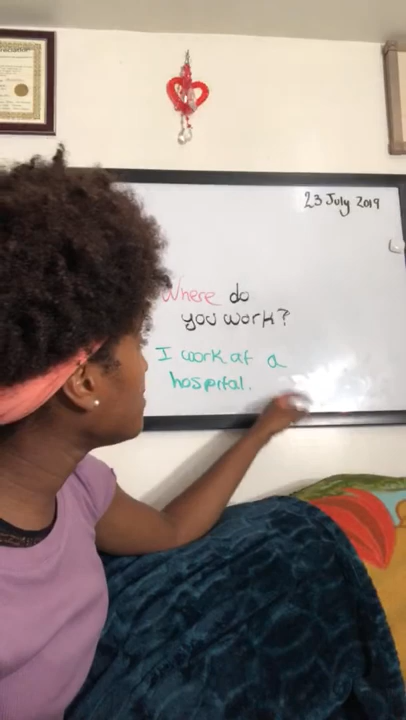 23 July 2019
Where do
you work?
I work at a
hospital.